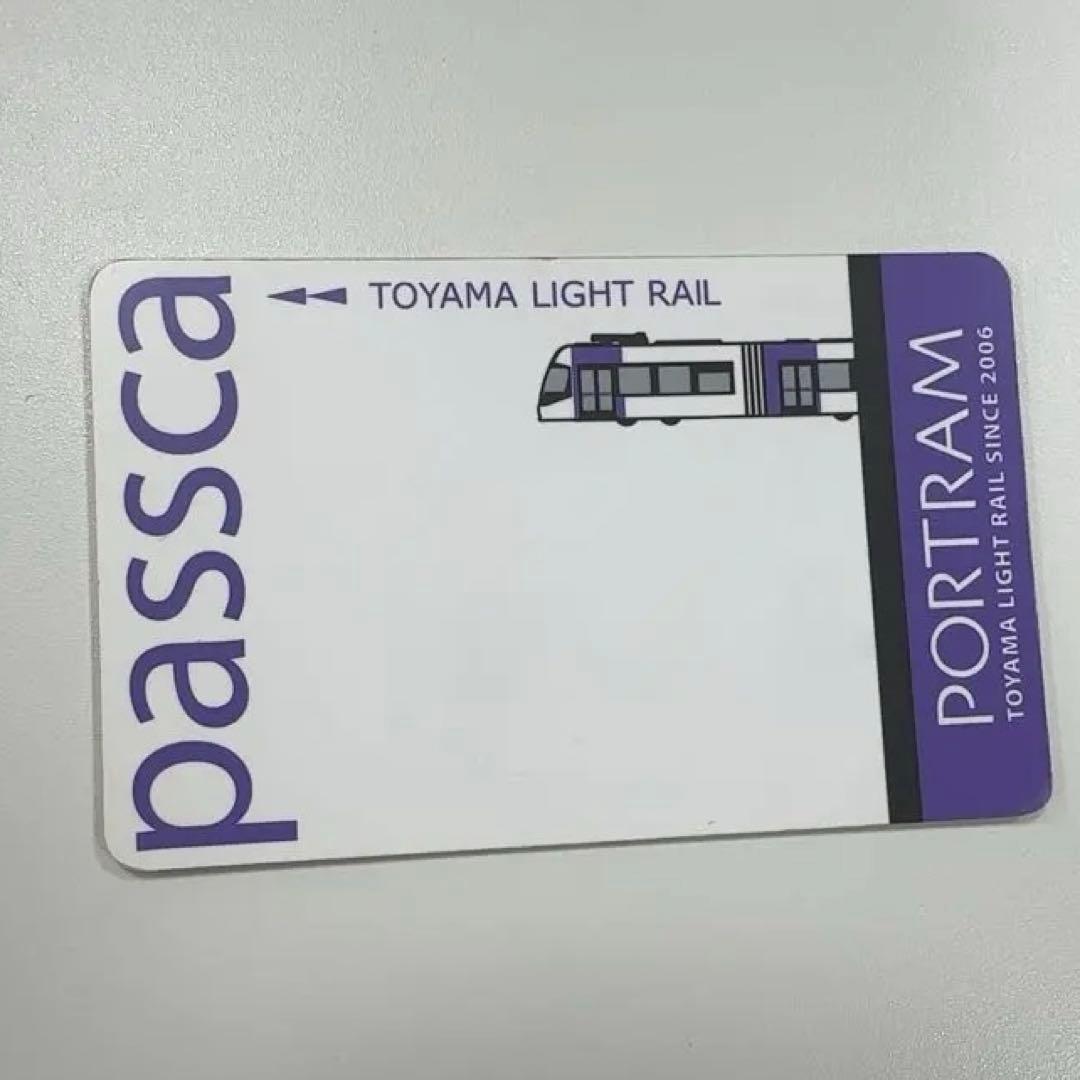 passca
TOYAMA LIGHT RAIL
PORTRAM
TOYAMA LIGHT RAIL SINCE 2006